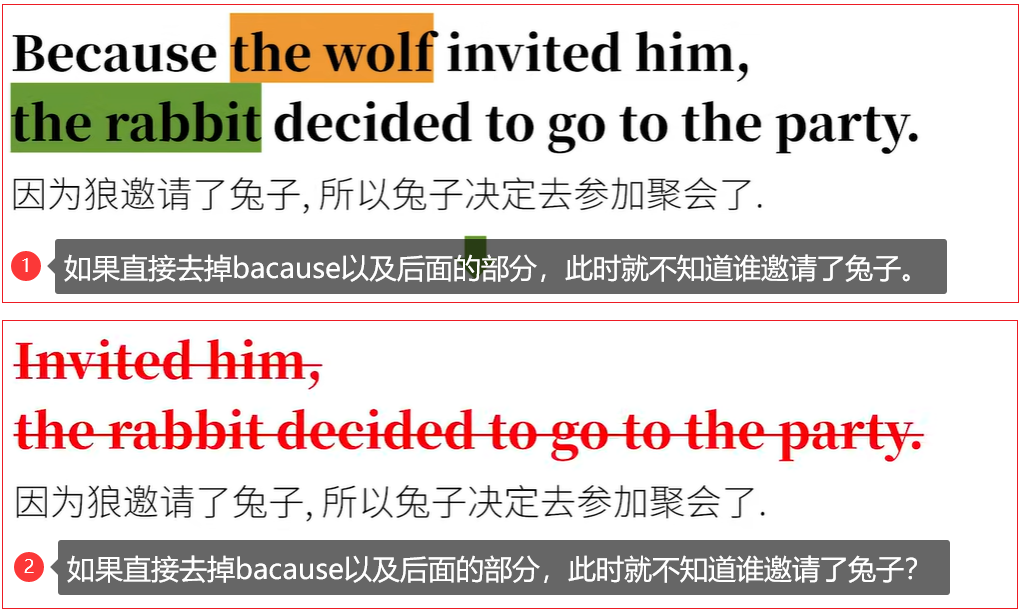 Because the wolf invited him,
the rabbit decided to go to the party.
因为狼邀请了兔子, 所以兔子决定去参加聚会了.
1 如果直接去掉bacause以及后面的部分，此时就不知道谁邀请了兔子。
Invited him,
the rabbit decided to go to the party.
因为狼邀请了兔子, 所以兔子决定去参加聚会了.
2 如果直接去掉bacause以及后面的部分，此时就不知道谁邀请了兔子？